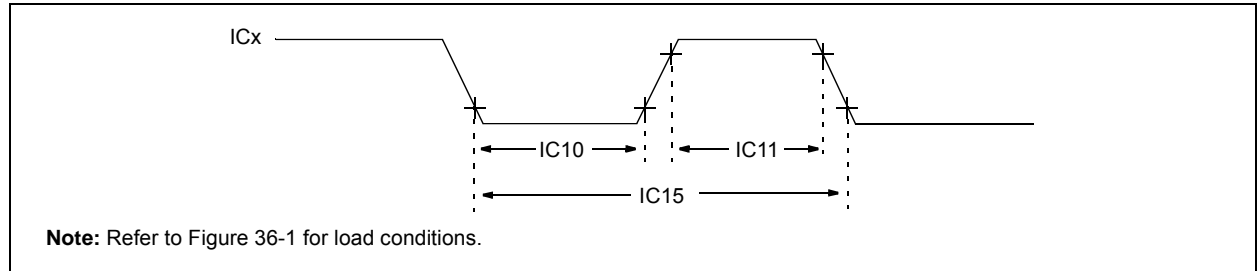 ICx
IC10
IC11
IC15
Note: Refer to Figure 36-1 for load conditions.